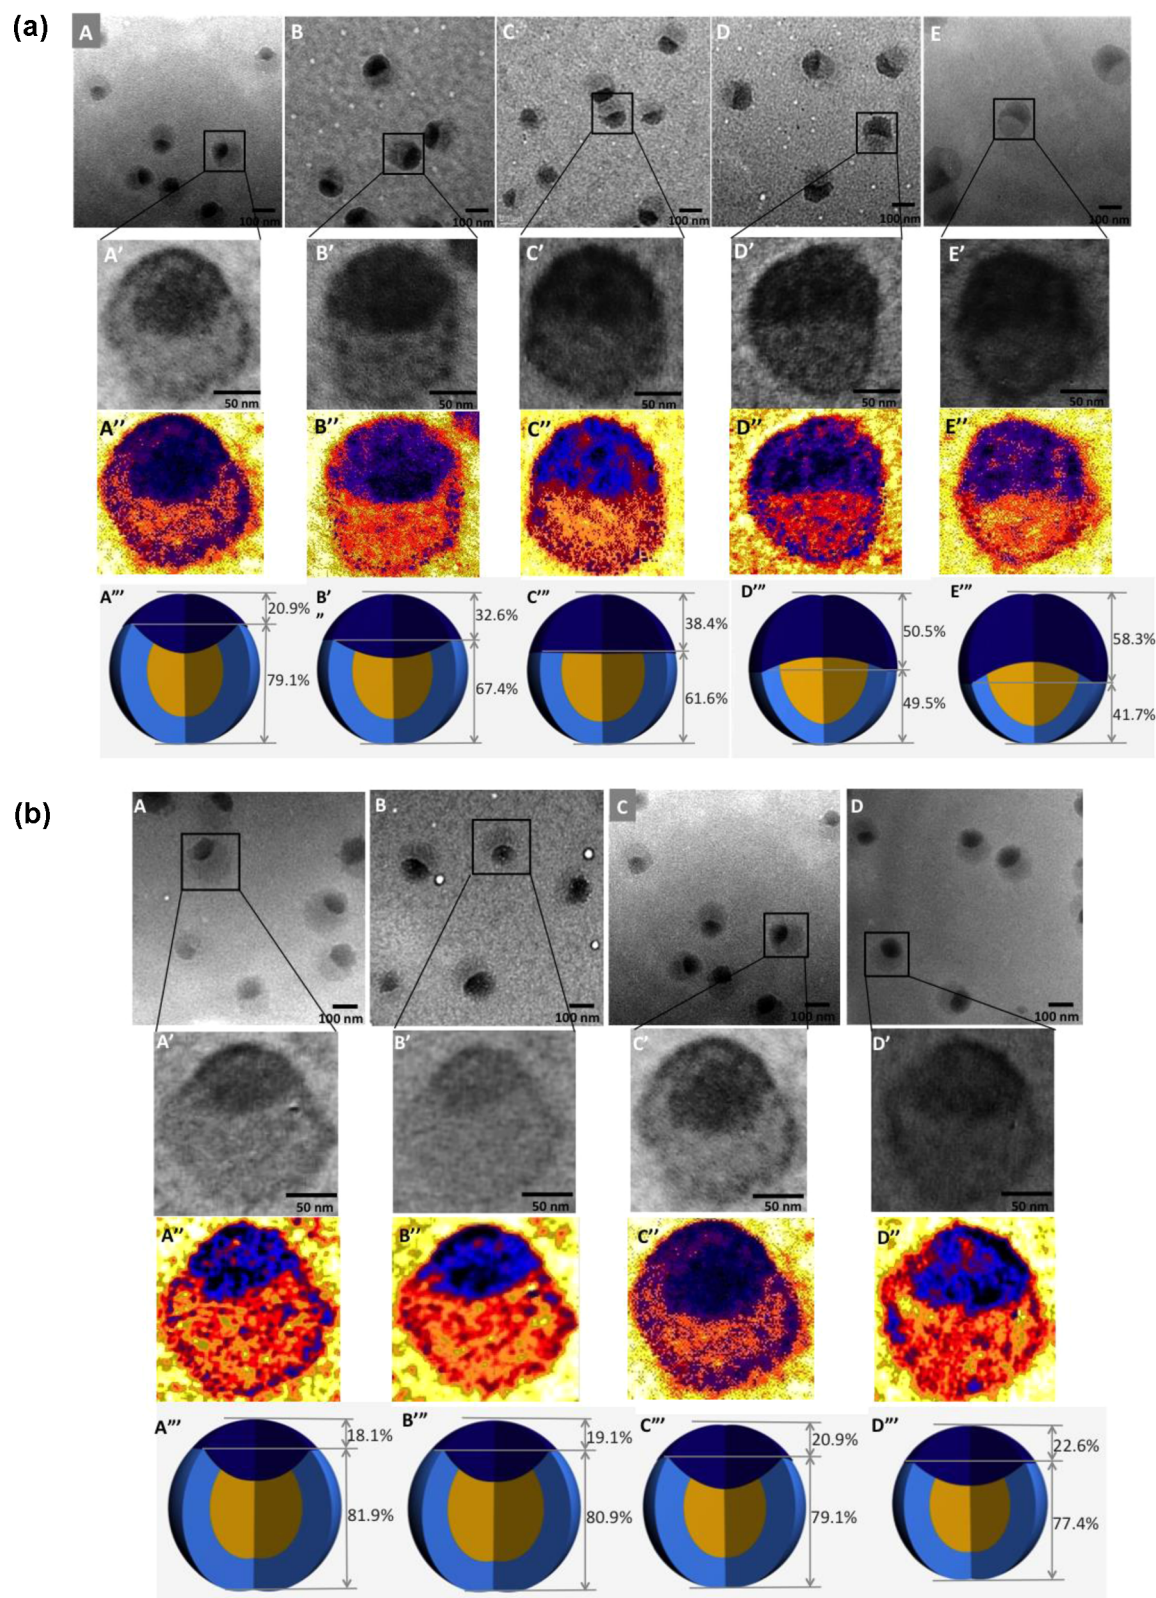 (a)
A B C D E
100 nm 100 nm 100 nm 100 nm 100 nm
A’ B’ C’ D’ E’
50 nm 50 nm 50 nm 50 nm 50 nm
A’’ B’’ C’’ D’’ E’’
A’’’ B’ C’’’ D’’’ E’’’
’’
20.9% 32.6% 38.4% 50.5% 58.3%
79.1% 67.4% 61.6% 49.5% 41.7%
(b)
A B C D
100 nm 100 nm 100 nm 100 nm
A’ B’ C’ D’
50 nm 50 nm 50 nm 50 nm
A’’ B’’ C’’ D’’
A’’’ B’’’ C’’’ D’’’
18.1% 19.1% 20.9% 22.6%
81.9% 80.9% 79.1% 77.4%